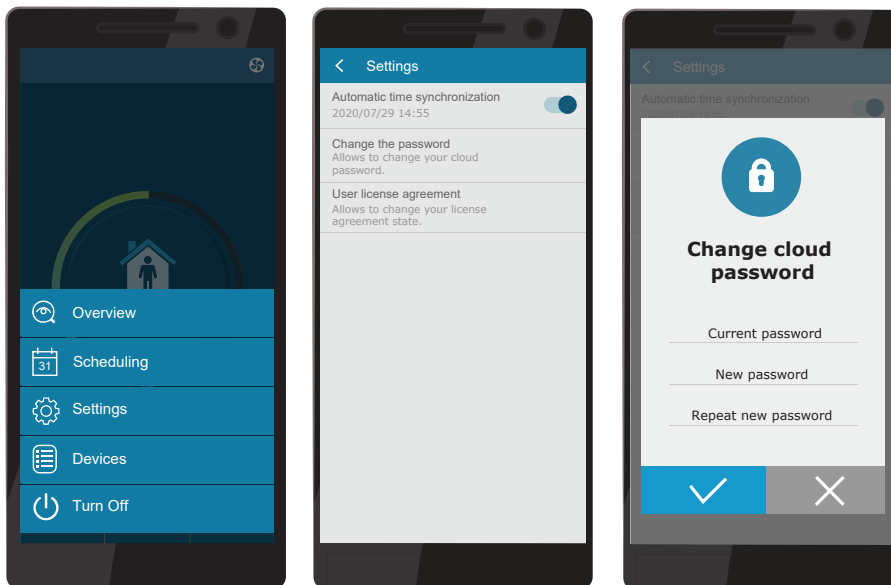 Overview
31
Scheduling
Settings
Devices
Turn Off
Settings
Automatic time synchronization
2020/07/29 14:55
Change the password
Allows to change your cloud
password.
User license agreement
Allows to change your license
agreement state.
Settings
Automatic time synchronization
Change cloud
password
Current password
New password
Repeat new password